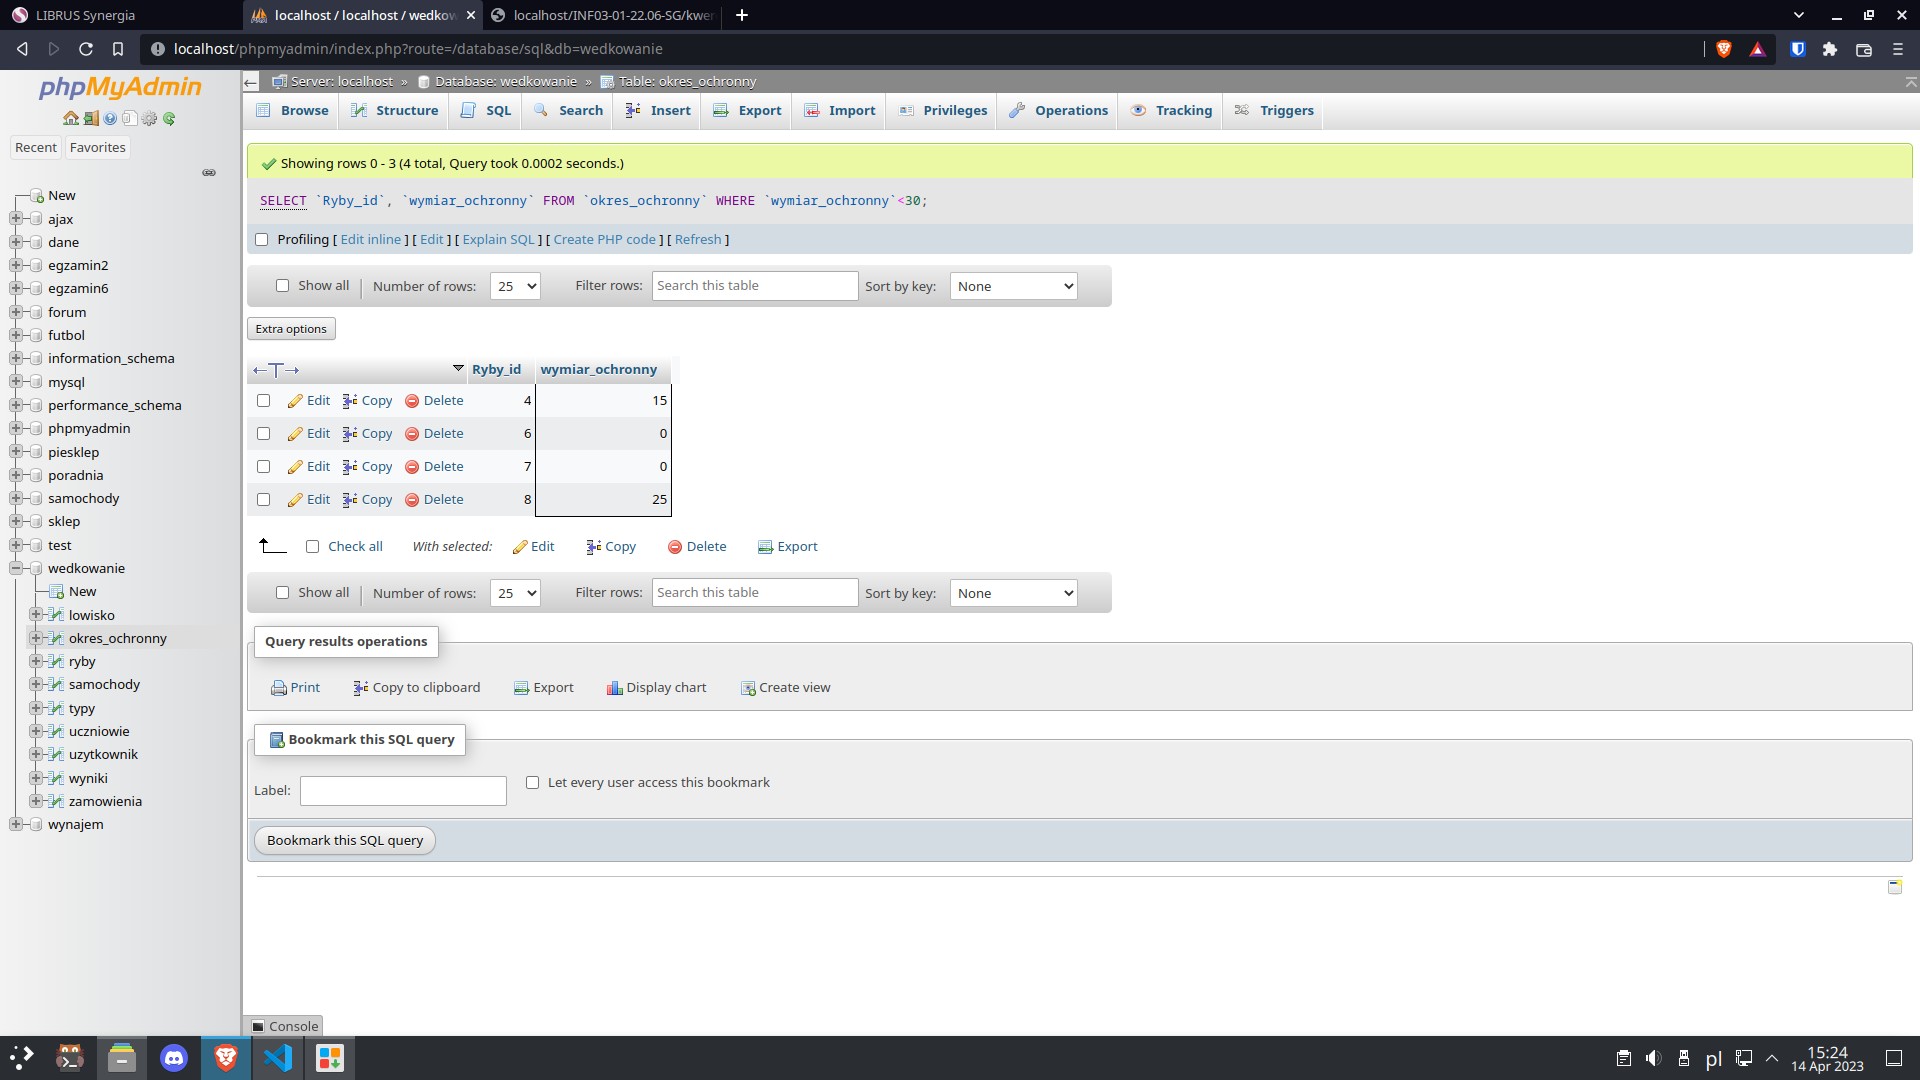 LIBRUS Synergia
localhost / localhost / wedkow
localhost/INF03-01-22.06-SG/kwer
localhost/phpmyadmin/index.php?route=/database/sql&db=wedkowanie
phpMyAdmin
Recent Favorites
New
ajax
dane
egzamin2
egzamin6
forum
futbol
information_schema
mysql
performance_schema
phpmyadmin
piesklep
poradnia
samochody
sklep
test
wedkowanie
New
lowisko
okres_ochronny
ryby
samochody
typy
uczniowie
uzytkownik
wyniki
zamowienia
wynajem
Server: localhost » Database: wedkowanie » Table: okres_ochronny
Browse Structure SQL Search Insert Export Import Privileges Operations Tracking Triggers
Showing rows 0 - 3 (4 total, Query took 0.0002 seconds.)
SELECT `Ryby_id`, `wymiar_ochronny` FROM `okres_ochronny` WHERE `wymiar_ochronny`<30;
Profiling [ Edit inline ] [ Edit ] [ Explain SQL ] [ Create PHP code ] [ Refresh ]
Show all Number of rows: 25 Filter rows: Search this table Sort by key: None
Extra options
←T→ Ryby_id wymiar_ochronny
Edit Copy Delete 4 15
Edit Copy Delete 6 0
Edit Copy Delete 7 0
Edit Copy Delete 8 25
Check all With selected: Edit Copy Delete Export
Show all Number of rows: 25 Filter rows: Search this table Sort by key: None
Query results operations
Print Copy to clipboard Export Display chart Create view
Bookmark this SQL query
Label: Let every user access this bookmark
Bookmark this SQL query
Console
pl
15:24
14 Apr 2023